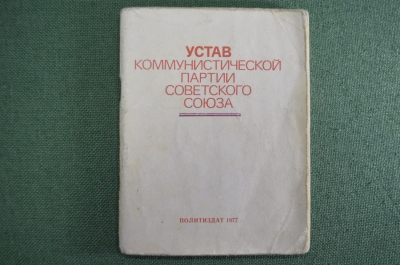 УСТАВ
КОММУНИСТИЧЕСКОЙ
ПАРТИИ
СОВЕТСКОГО
СОЮЗА
ПОЛИТИЗДАТ 1977